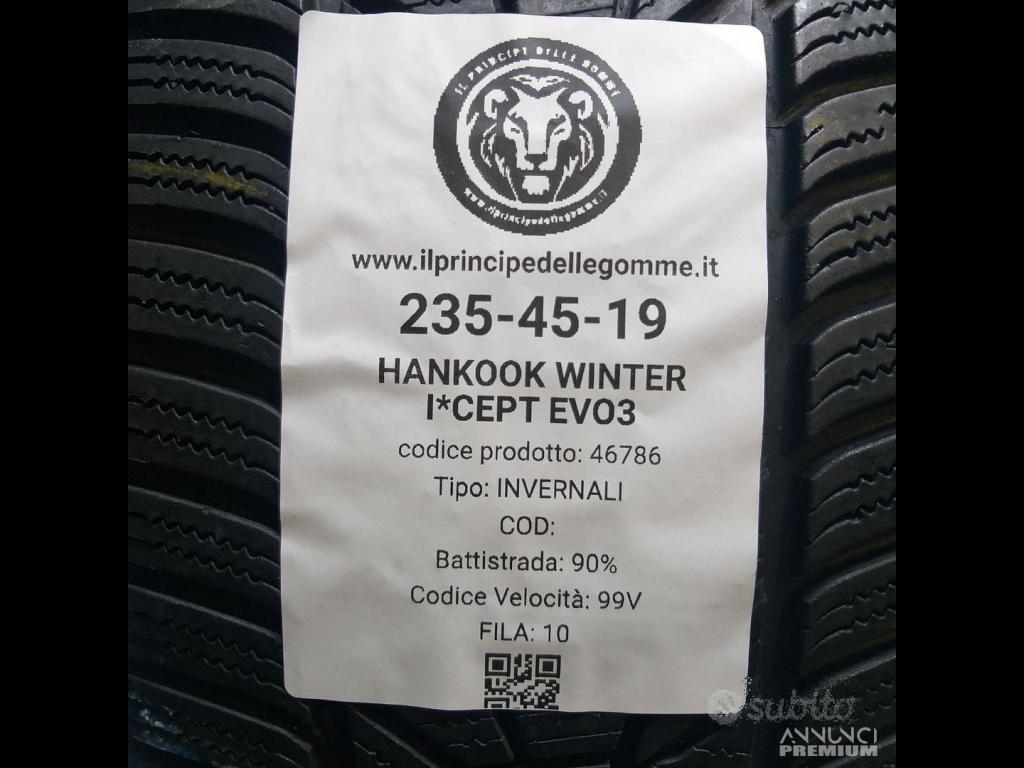 IL PRINCIPE DELLE GOMME
www.ilprincipedellegomme.it
www.ilprincipedellegomme.it
235-45-19
HANKOOK WINTER
I*CEPT EVO3
codice prodotto: 46786
Tipo: INVERNALI
COD:
Battistrada: 90%
Codice Velocità: 99V
FILA: 10
subito
ANNUNCI
PREMIUM